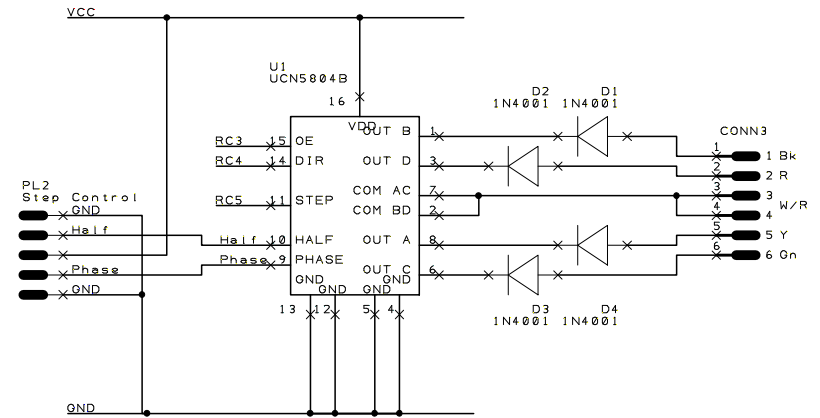 VCC
U1
UCN5804B
16
VDD
D2 D1
1N4001 1N4001
CONN3
RC3 15 OE
OUT B 1
1
1 Bk
RC4 14 DIR
OUT D 3
2
2 R
COM AC 7
3
3
W/R
RC5 11 STEP
COM BD 2
4
4
PL2
Step Control
GND
Half
Half 10 HALF
OUT A 8
5
5 Y
Phase 9 PHASE
6
6 Gn
Phase
OUT C 6
GND GND GND GND
GND
13 12 5 4
D3 D4
1N4001 1N4001
GND